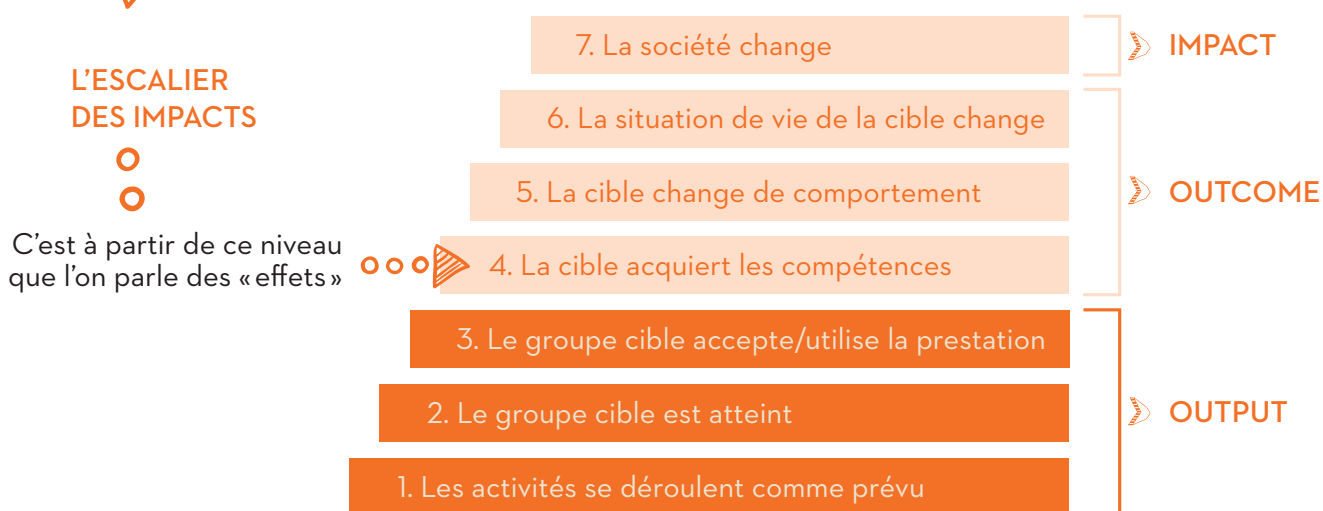 7. La société change
IMPACT
L'ESCALIER
DES IMPACTS
6. La situation de vie de la cible change
5. La cible change de comportement
OUTCOME
C'est à partir de ce niveau
que l'on parle des «effets»
4. La cible acquiert les compétences
3. Le groupe cible accepte/utilise la prestation
2. Le groupe cible est atteint
OUTPUT
1. Les activités se déroulent comme prévu